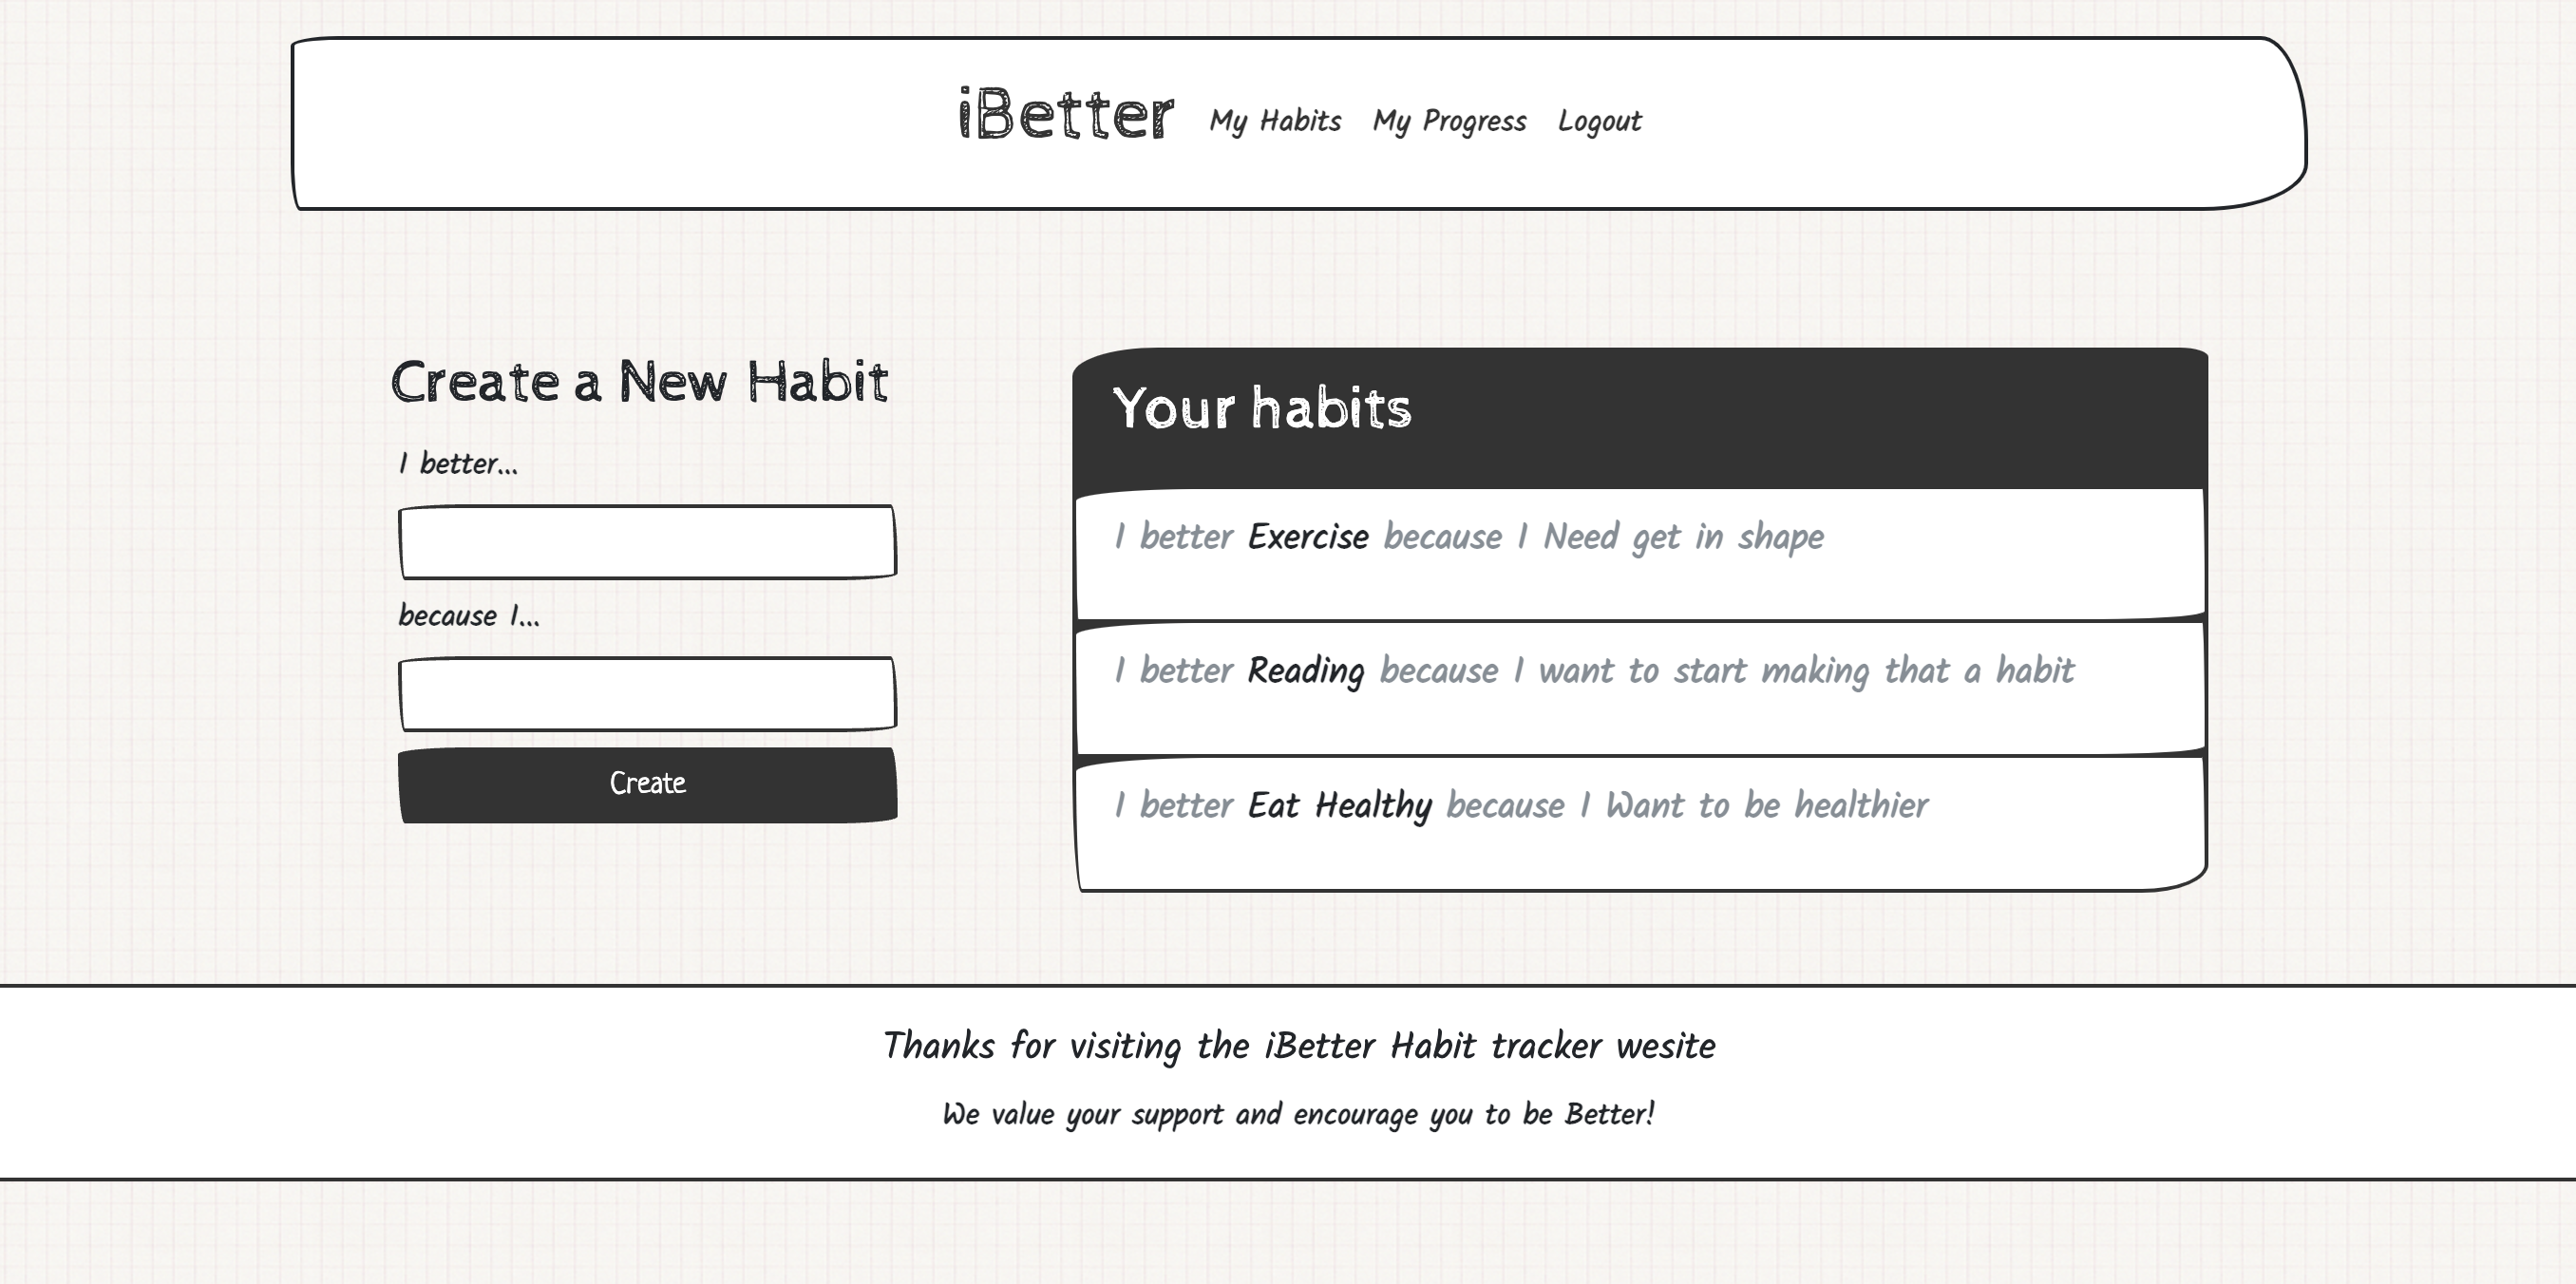 iBetter My Habits My Progress Logout
Create a New Habit
I better...
because I...
Create
Your habits
I better Exercise because I Need get in shape
I better Reading because I want to start making that a habit
I better Eat Healthy because I Want to be healthier
Thanks for visiting the iBetter Habit tracker wesite
We value your support and encourage you to be Better!